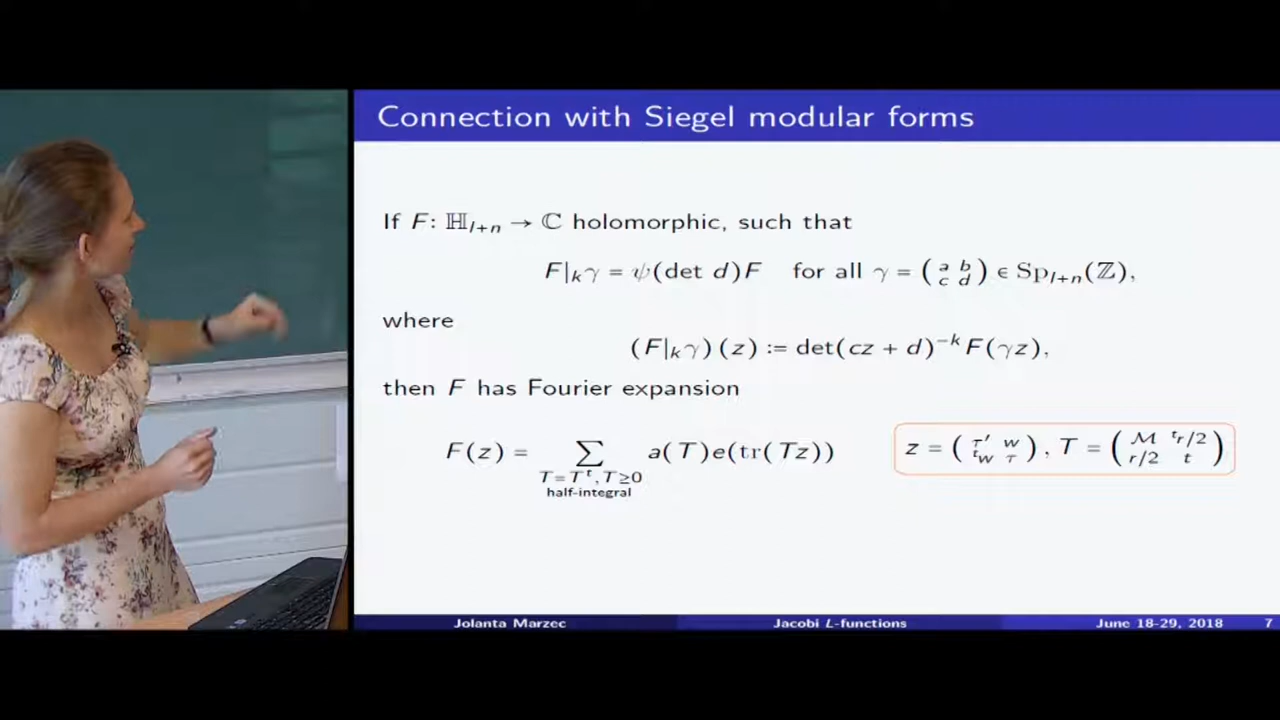 Connection with Siegel modular forms
If F: ℍ_{l+n} → ℂ holomorphic, such that
F|_kγ = ψ(det d)F for all γ = (a b; c d) ∈ Sp_{l+n}(ℤ),
where
(F|_kγ)(z) := det(cz + d)^{-k} F(γz),
then F has Fourier expansion
F(z) = ∑_{T=T^t, T≥0 half-integral} a(T)e(tr(Tz)) z = (τ′ w; ^tw τ), T = (ℳ ^tr/2; r/2 t)
Jolanta Marzec Jacobi L-functions June 18-29, 2018 7